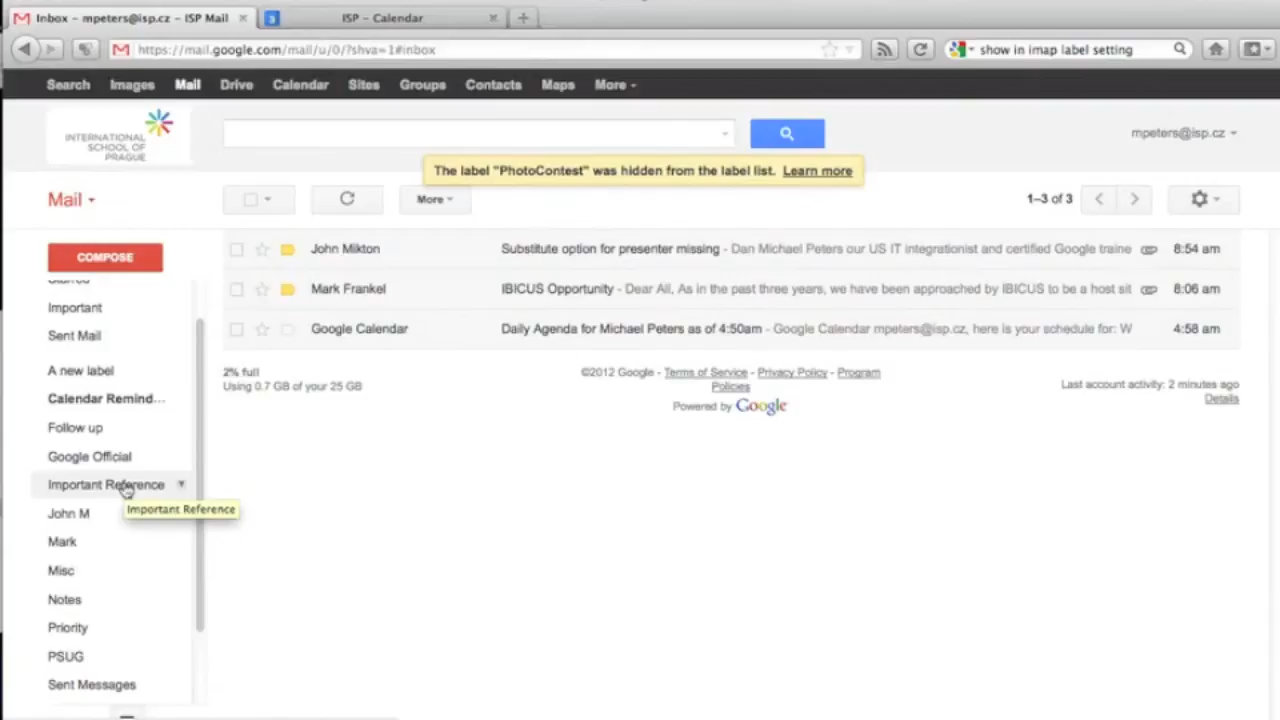 Inbox – mpeters@isp.cz – ISP Mail
3
ISP – Calendar
https://mail.google.com/mail/u/0/?shva=1#inbox
show in imap label setting
Search Images Mail Drive Calendar Sites Groups Contacts Maps More
INTERNATIONAL
SCHOOL OF
PRAGUE
mpeters@isp.cz
The label "PhotoContest" was hidden from the label list. Learn more
Mail
More
1–3 of 3
COMPOSE
John Mikton Substitute option for presenter missing - Dan Michael Peters our US IT integrationist and certified Google traine 8:54 am
Mark Frankel IBICUS Opportunity - Dear All, As in the past three years, we have been approached by IBICUS to be a host sit 8:06 am
Google Calendar Daily Agenda for Michael Peters as of 4:50am - Google Calendar mpeters@isp.cz, here is your schedule for: W 4:58 am
Starred
Important
Sent Mail
A new label
Calendar Remind...
Follow up
Google Official
Important Reference
Important Reference
John M
Mark
Misc
Notes
Priority
PSUG
Sent Messages
2% full
Using 0.7 GB of your 25 GB
©2012 Google - Terms of Service - Privacy Policy - Program
Policies
Powered by Google
Last account activity: 2 minutes ago
Details